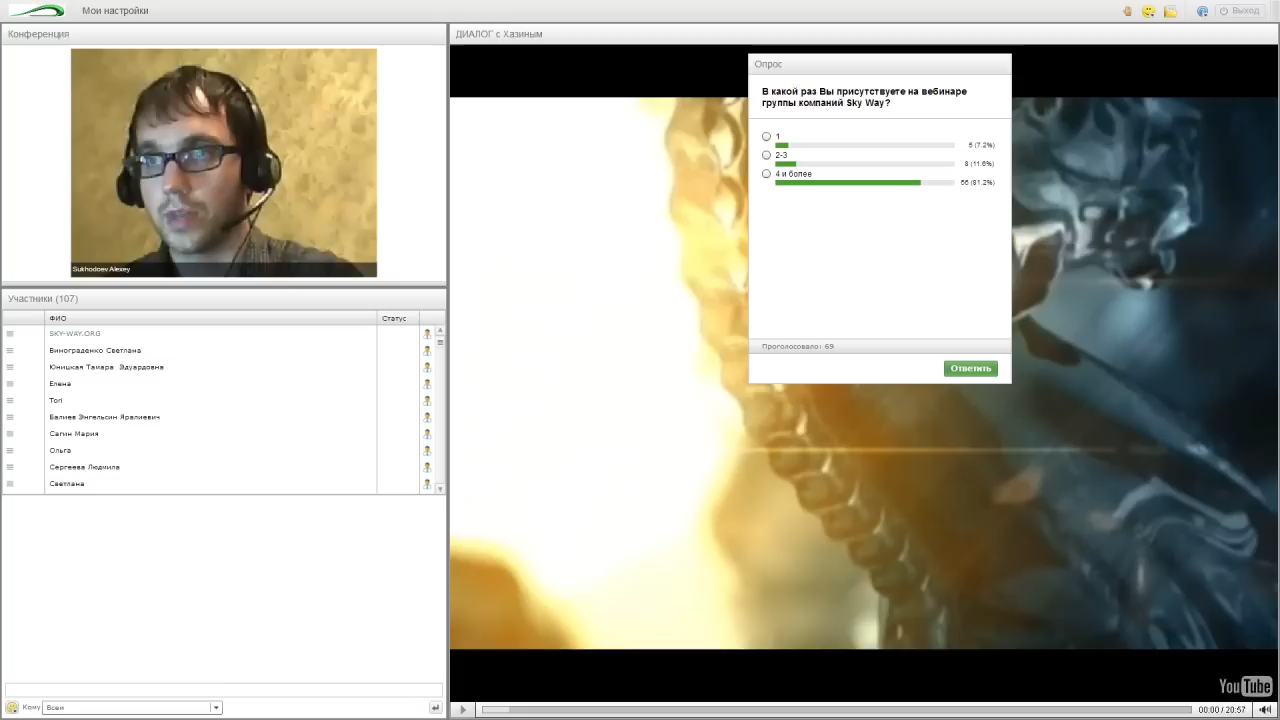 Мои настройки
Выход
Конференция
Sukhodoev Alexey
Участники (107)
ФИО
Статус
SKY-WAY.ORG
Винограденко Светлана
Юницкая Тамара Эдуардовна
Елена
Tori
Балиев Энгельсин Яралиевич
Сагин Мария
Ольга
Сергеева Людмила
Светлана
Кому
Всем
ДИАЛОГ с Хазиным
Опрос
В какой раз Вы присутствуете на вебинаре
группы компаний Sky Way?
1
5 (7.2%)
2-3
8 (11.6%)
4 и более
56 (81.2%)
Проголосовало: 69
Ответить
YouTube
00:00 / 20:57